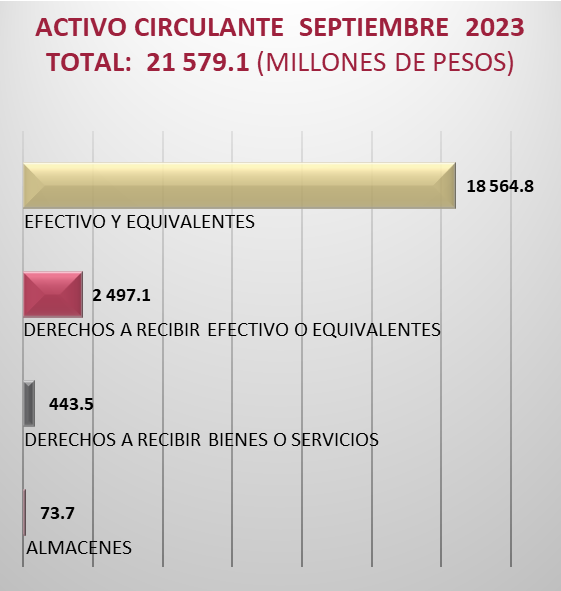 ACTIVO CIRCULANTE SEPTIEMBRE 2023
TOTAL: 21 579.1 (MILLONES DE PESOS)
18 564.8
EFECTIVO Y EQUIVALENTES
2 497.1
DERECHOS A RECIBIR EFECTIVO O EQUIVALENTES
443.5
DERECHOS A RECIBIR BIENES O SERVICIOS
73.7
ALMACENES